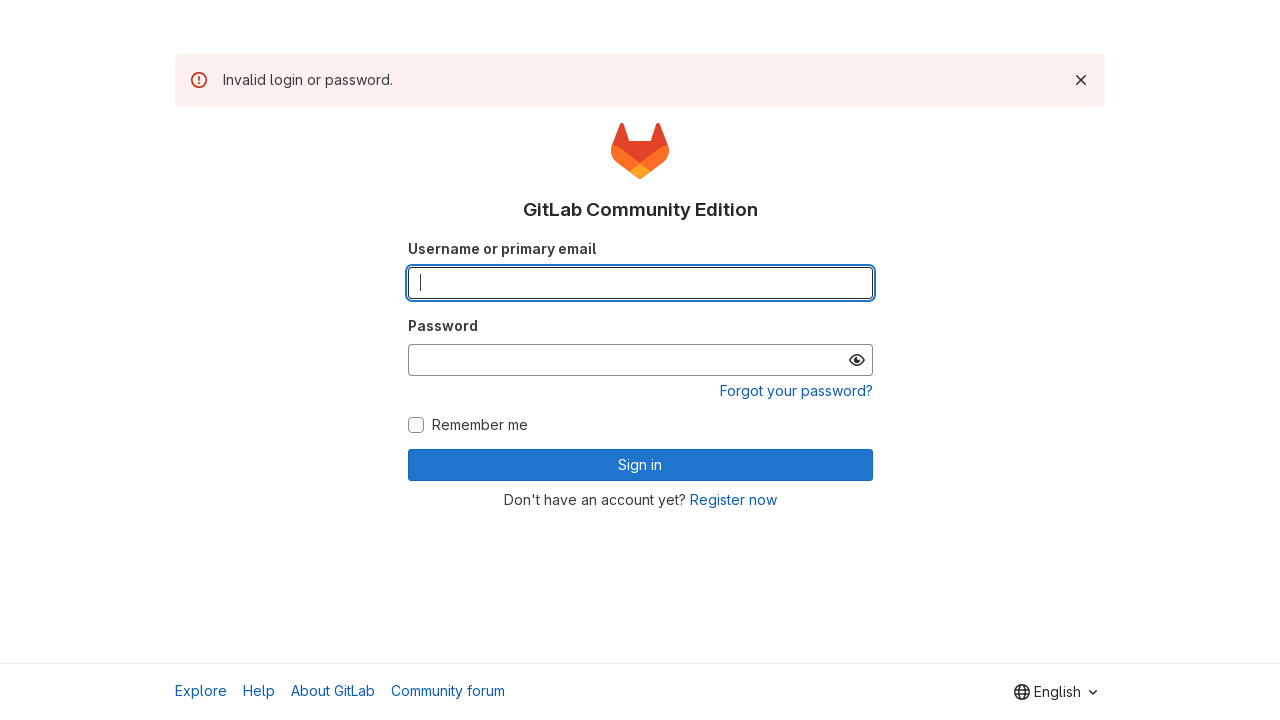 Invalid login or password.
GitLab Community Edition
Username or primary email
Password
Forgot your password?
Remember me
Sign in
Don't have an account yet? Register now
Explore Help About GitLab Community forum English